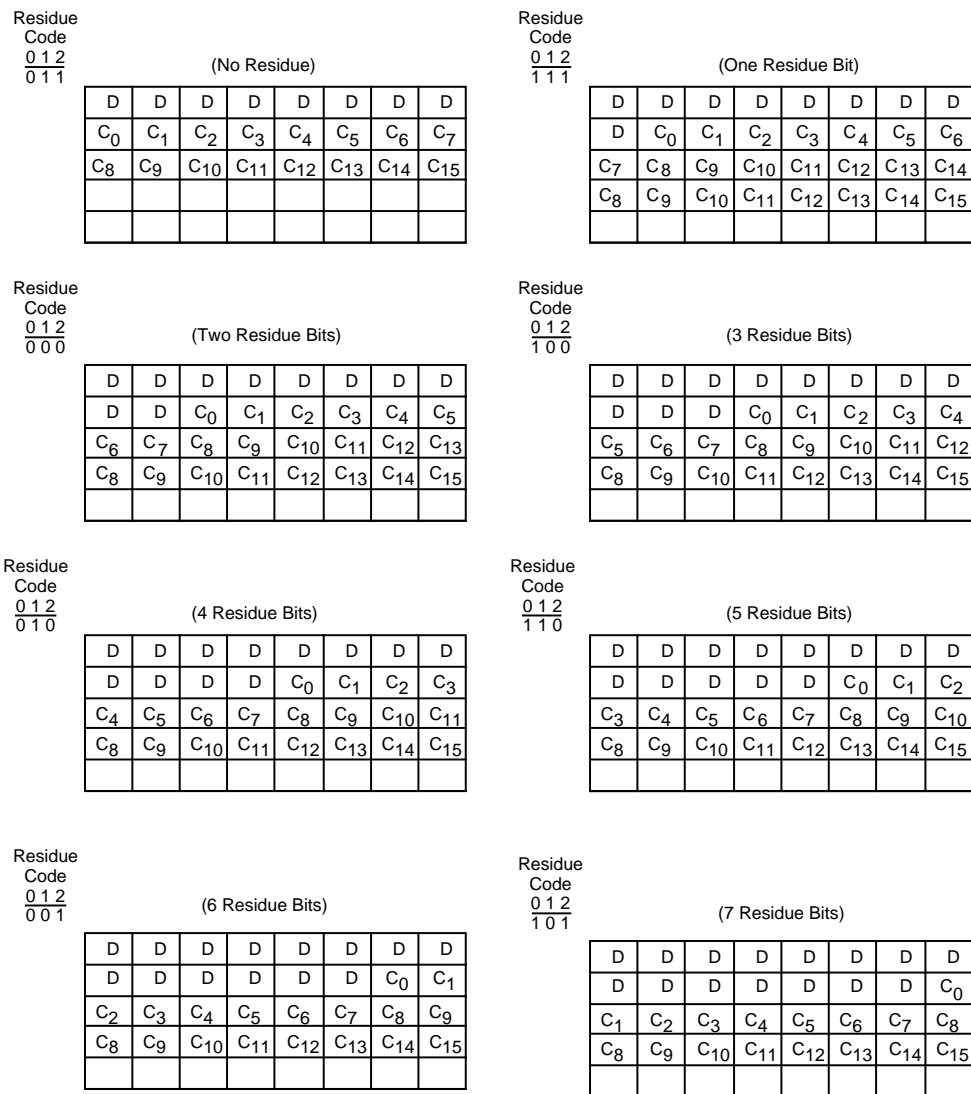 Residue
Code
0 1 2
0 1 1
(No Residue)
D D D D D D D D
C0 C1 C2 C3 C4 C5 C6 C7
C8 C9 C10 C11 C12 C13 C14 C15
Residue
Code
0 1 2
1 1 1
(One Residue Bit)
D D D D D D D D
D C0 C1 C2 C3 C4 C5 C6
C7 C8 C9 C10 C11 C12 C13 C14
C8 C9 C10 C11 C12 C13 C14 C15
Residue
Code
0 1 2
0 0 0
(Two Residue Bits)
D D D D D D D D
D D C0 C1 C2 C3 C4 C5
C6 C7 C8 C9 C10 C11 C12 C13
C8 C9 C10 C11 C12 C13 C14 C15
Residue
Code
0 1 2
1 0 0
(3 Residue Bits)
D D D D D D D D
D D D C0 C1 C2 C3 C4
C5 C6 C7 C8 C9 C10 C11 C12
C8 C9 C10 C11 C12 C13 C14 C15
Residue
Code
0 1 2
0 1 0
(4 Residue Bits)
D D D D D D D D
D D D D C0 C1 C2 C3
C4 C5 C6 C7 C8 C9 C10 C11
C8 C9 C10 C11 C12 C13 C14 C15
Residue
Code
0 1 2
1 1 0
(5 Residue Bits)
D D D D D D D D
D D D D D C0 C1 C2
C3 C4 C5 C6 C7 C8 C9 C10
C8 C9 C10 C11 C12 C13 C14 C15
Residue
Code
0 1 2
0 0 1
(6 Residue Bits)
D D D D D D D D
D D D D D D C0 C1
C2 C3 C4 C5 C6 C7 C8 C9
C8 C9 C10 C11 C12 C13 C14 C15
Residue
Code
0 1 2
1 0 1
(7 Residue Bits)
D D D D D D D D
D D D D D D D C0
C1 C2 C3 C4 C5 C6 C7 C8
C8 C9 C10 C11 C12 C13 C14 C15